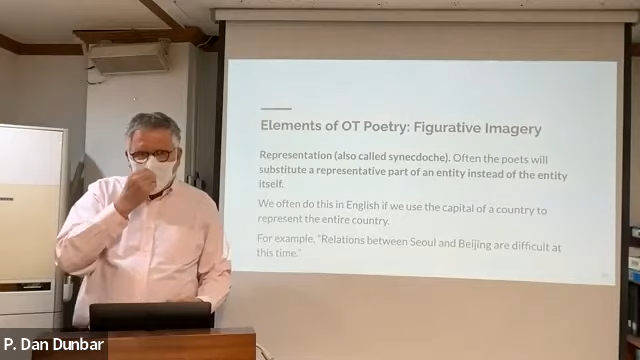 Elements of OT Poetry: Figurative Imagery
Representation (also called synecdoche). Often the poets will
substitute a representative part of an entity instead of the entity
itself.
We often do this in English if we use the capital of a country to
represent the entire country.
For example, "Relations between Seoul and Beijing are difficult at
this time."
P. Dan Dunbar